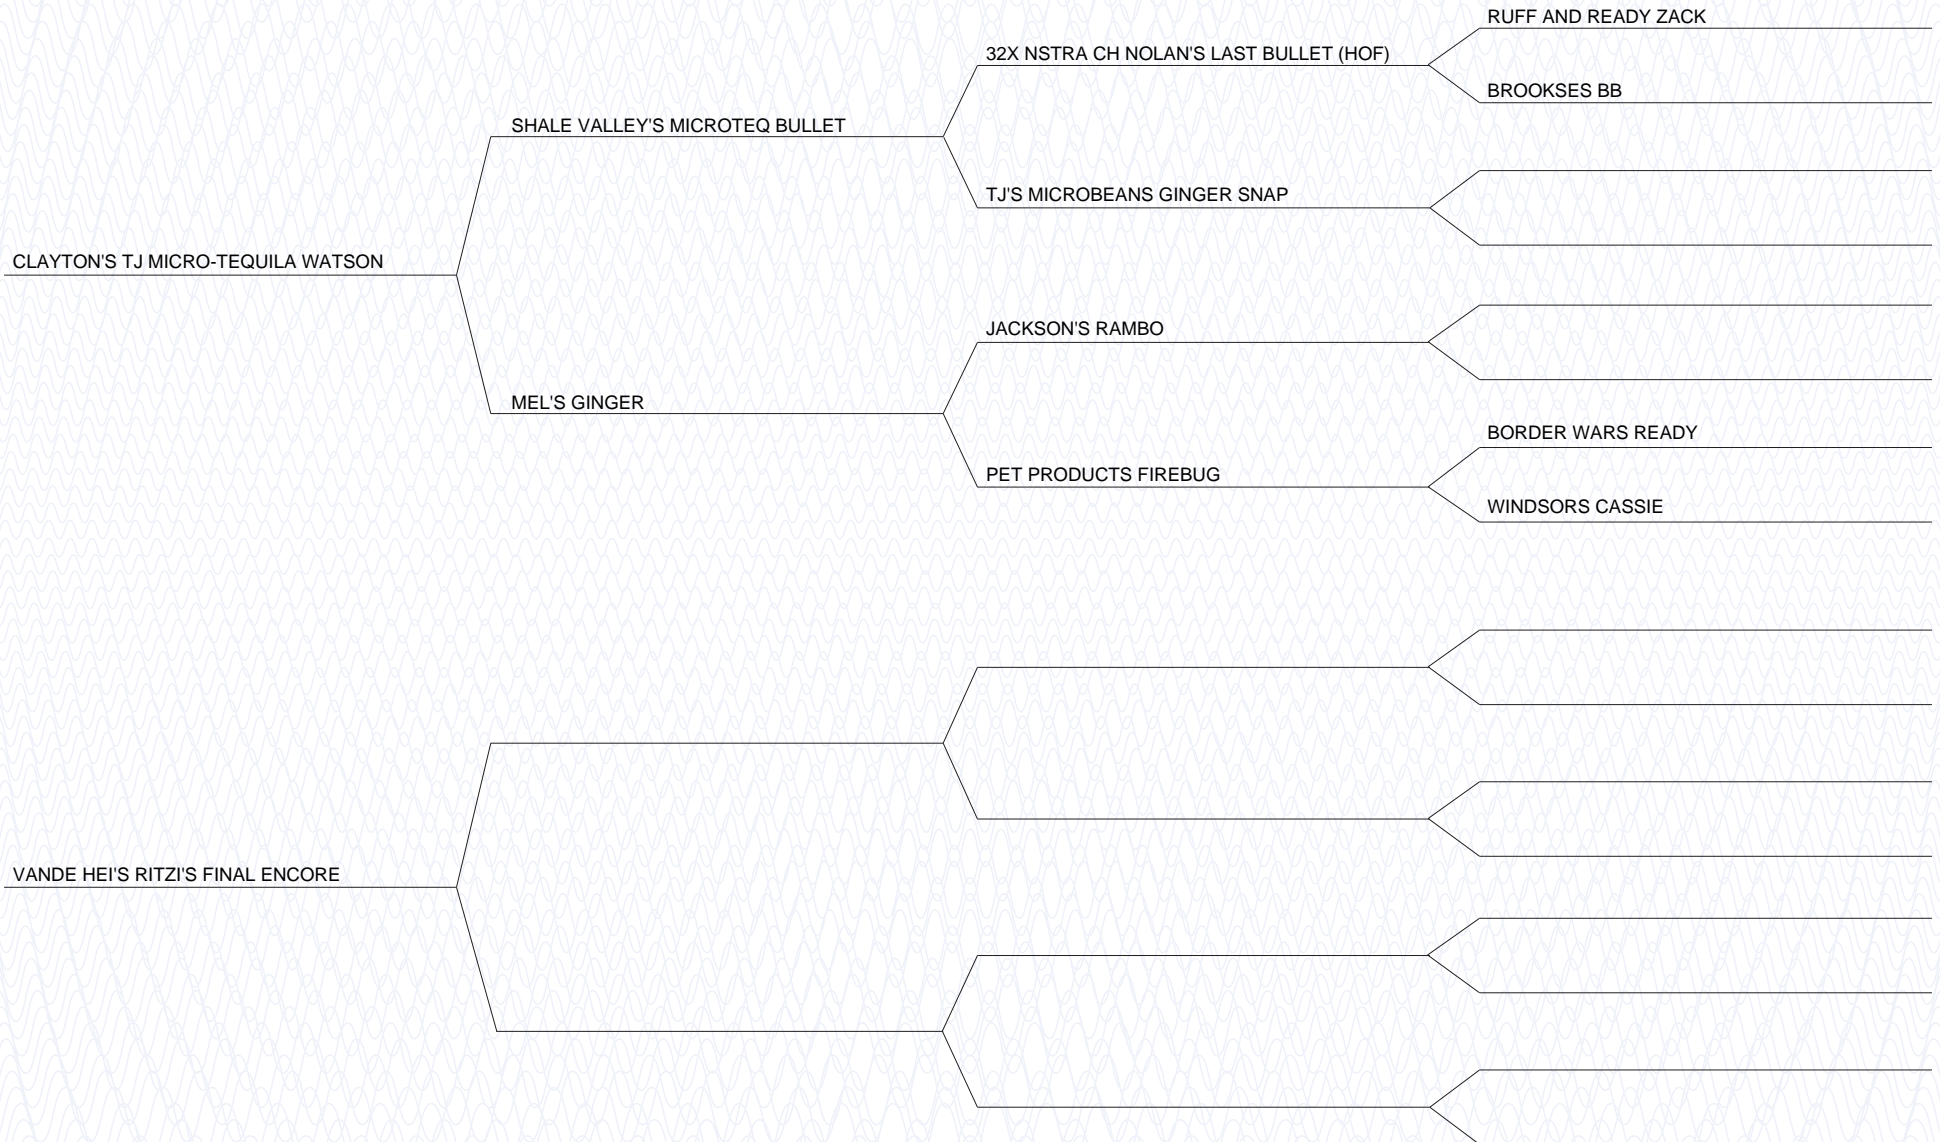 RUFF AND READY ZACK
32X NSTRA CH NOLAN'S LAST BULLET (HOF)
BROOKSES BB
SHALE VALLEY'S MICROTEQ BULLET
TJ'S MICROBEANS GINGER SNAP
CLAYTON'S TJ MICRO-TEQUILA WATSON
JACKSON'S RAMBO
MEL'S GINGER
BORDER WARS READY
PET PRODUCTS FIREBUG
WINDSORS CASSIE
VANDE HEI'S RITZI'S FINAL ENCORE